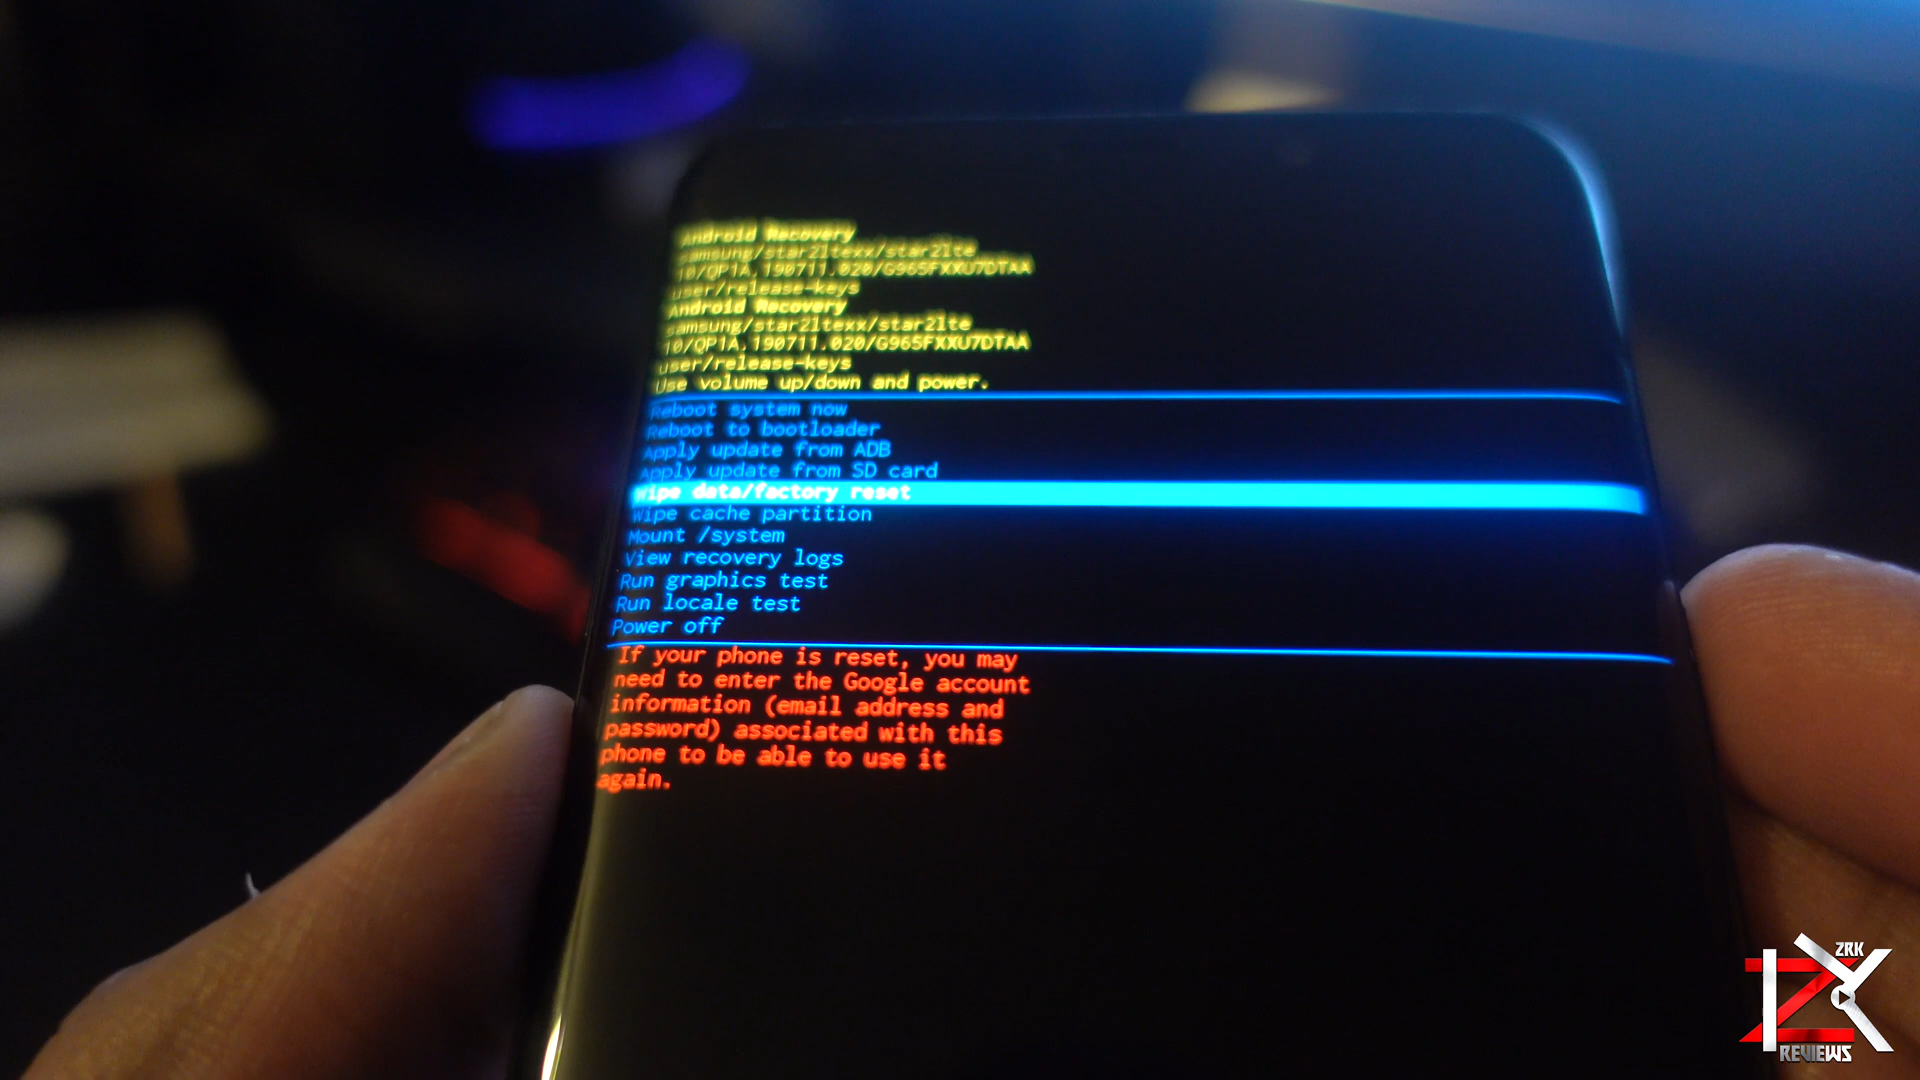 Android Recovery
samsung/star2ltexx/star2lte
10/QP1A.190711.020/G965FXXU7DTAA
user/release-keys
Android Recovery
samsung/star2ltexx/star2lte
10/QP1A.190711.020/G965FXXU7DTAA
user/release-keys
Use volume up/down and power.
Reboot system now
Reboot to bootloader
Apply update from ADB
Apply update from SD card
Wipe data/factory reset
Wipe cache partition
Mount /system
View recovery logs
Run graphics test
Run locale test
Power off
If your phone is reset, you may
need to enter the Google account
information (email address and
password) associated with this
phone to be able to use it
again.
ZRK
REVIEWS